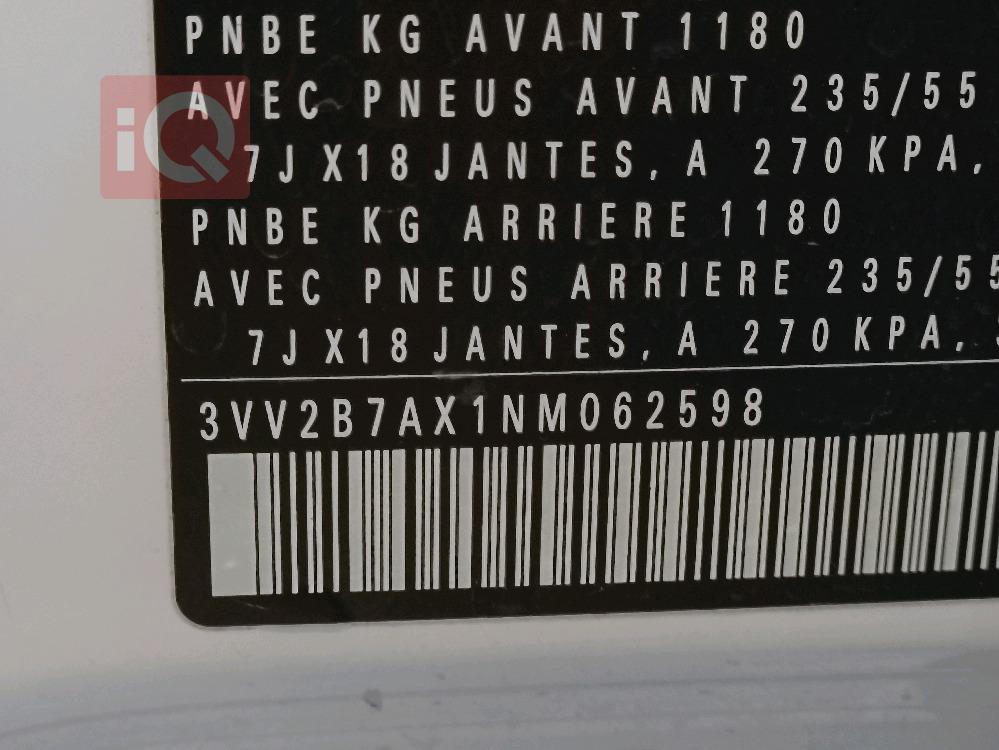 PNBE KG AVANT 1180
AVEC PNEUS AVANT 235/55
iQ
7J X18 JANTES, A 270 KPA,
PNBE KG ARRIERE 1180
AVEC PNEUS ARRIERE 235/55
7J X18 JANTES, A 270 KPA,
3VV2B7AX1NM062598